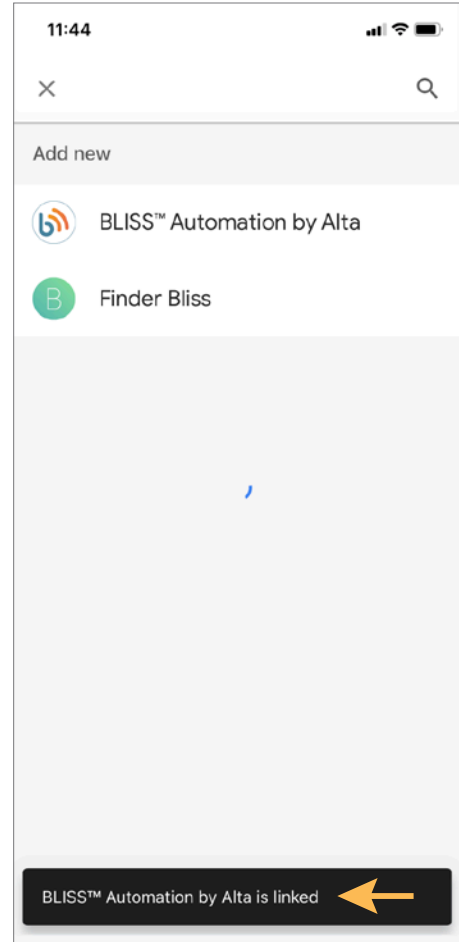 11:44
Add new
b
BLISS™ Automation by Alta
B
Finder Bliss
BLISS™ Automation by Alta is linked